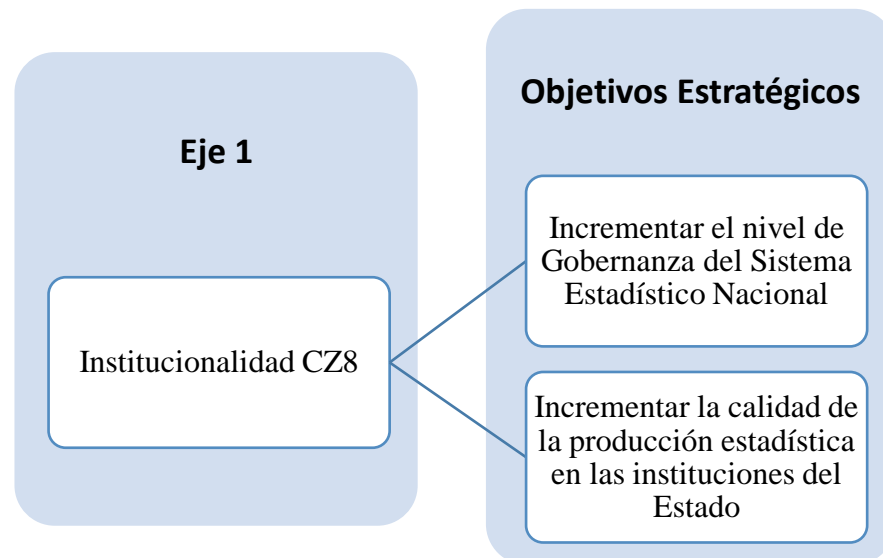 Eje 1
Institucionalidad CZ8
Objetivos Estratégicos
Incrementar el nivel de
Gobernanza del Sistema
Estadístico Nacional
Incrementar la calidad de
la producción estadística
en las instituciones del
Estado